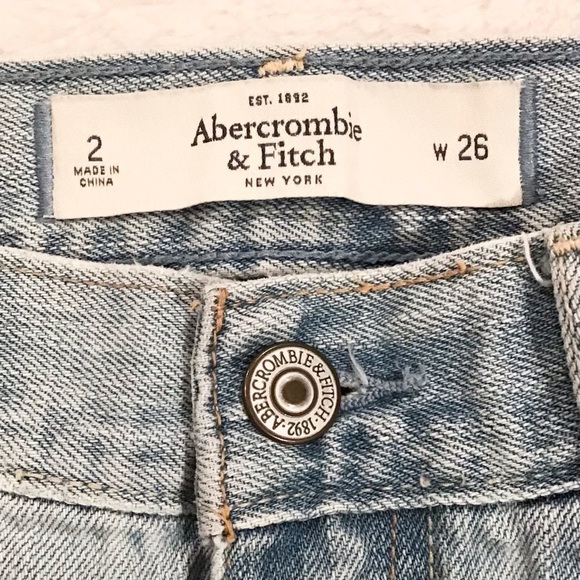 EST. 1892
Abercrombie
& Fitch
NEW YORK
2
MADE IN
CHINA
W 26
ABERCROMBIE & FITCH · 1892 ·